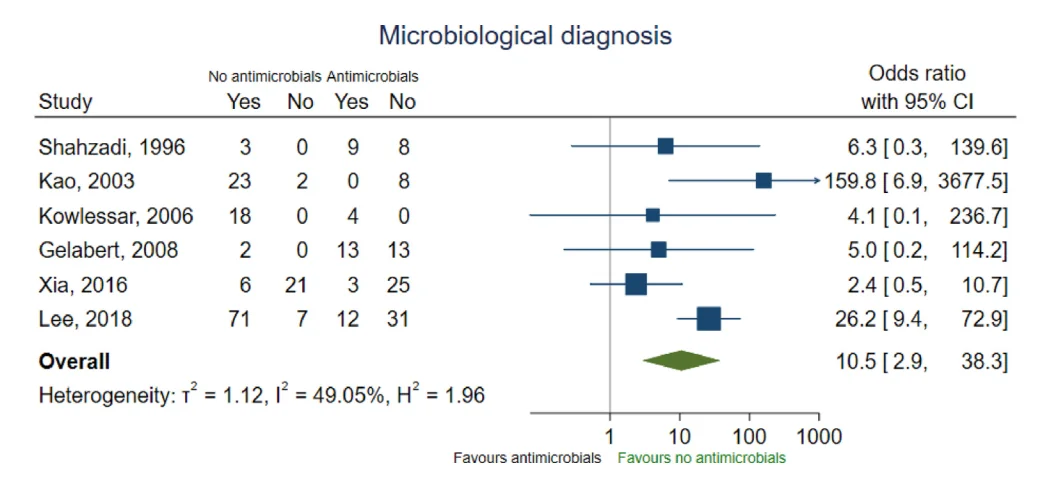 Microbiological diagnosis
No antimicrobials Antimicrobials Odds ratio
Study Yes No Yes No with 95% CI
Shahzadi, 1996 3 0 9 8 6.3 [ 0.3, 139.6]
Kao, 2003 23 2 0 8 159.8 [ 6.9, 3677.5]
Kowlessar, 2006 18 0 4 0 4.1 [ 0.1, 236.7]
Gelabert, 2008 2 0 13 13 5.0 [ 0.2, 114.2]
Xia, 2016 6 21 3 25 2.4 [ 0.5, 10.7]
Lee, 2018 71 7 12 31 26.2 [ 9.4, 72.9]
Overall 10.5 [ 2.9, 38.3]
Heterogeneity: τ² = 1.12, I² = 49.05%, H² = 1.96
1 10 100 1000
Favours antimicrobials Favours no antimicrobials